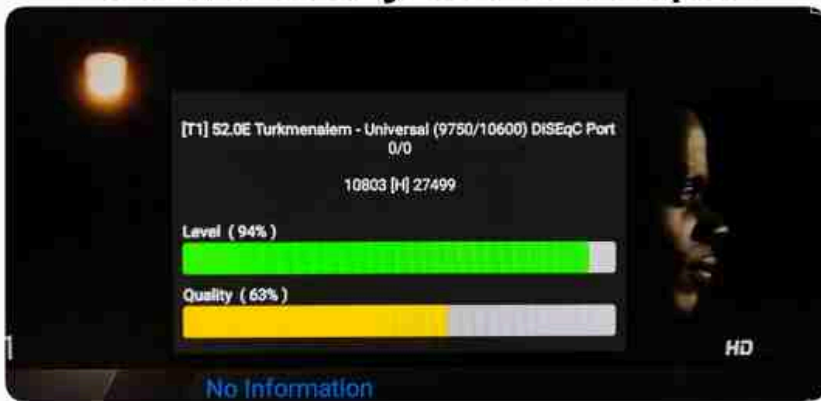 [T1] 52.0E Turkmenalem - Universal (9750/10600) DiSEqC Port
0/0
10803 [H] 27499
Level ( 94% )
Quality ( 63% )
HD
No Information